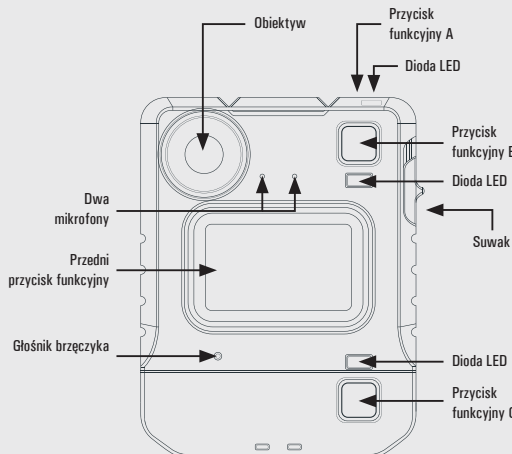 Obiektyw
Przycisk
funkcyjny A
Dioda LED
Przycisk
funkcyjny B
Dioda LED
Dwa
mikrofony
Suwak
Przedni
przycisk funkcyjny
Głośnik brzęczyka
Dioda LED
Przycisk
funkcyjny C